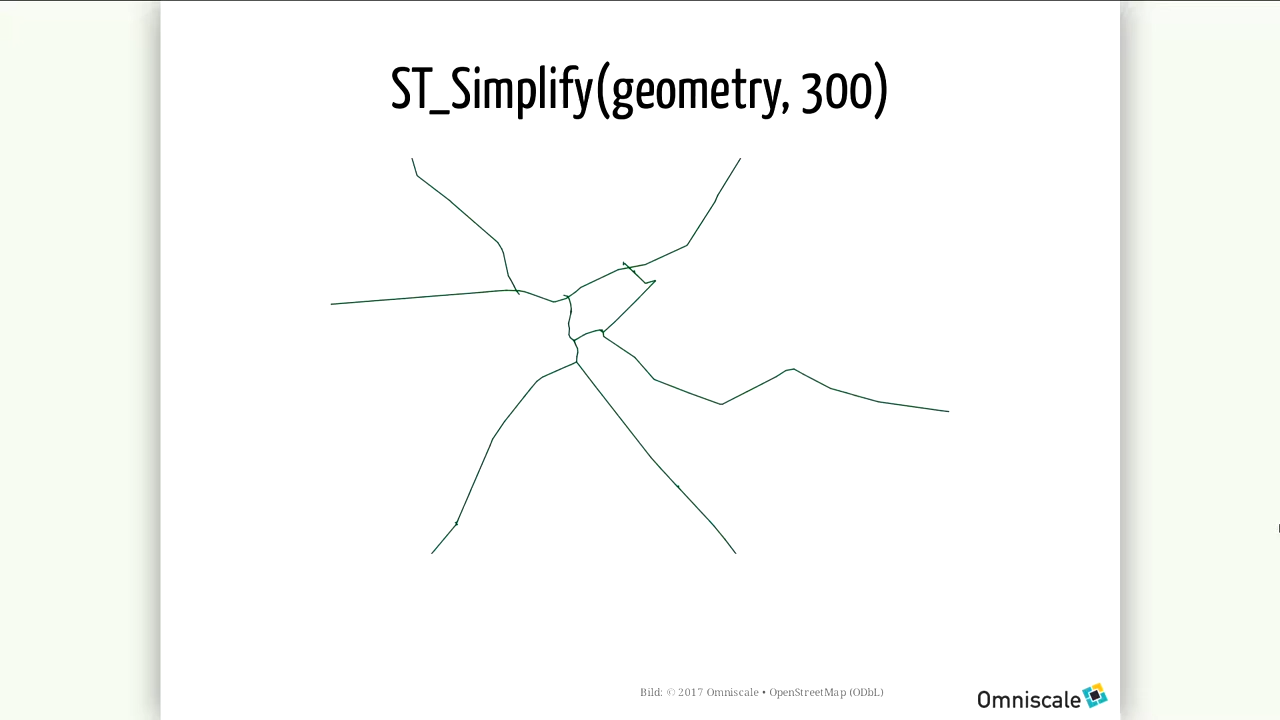 ST_Simplify(geometry, 300)
Bild: © 2017 Omniscale • OpenStreetMap (ODbL)
Omniscale